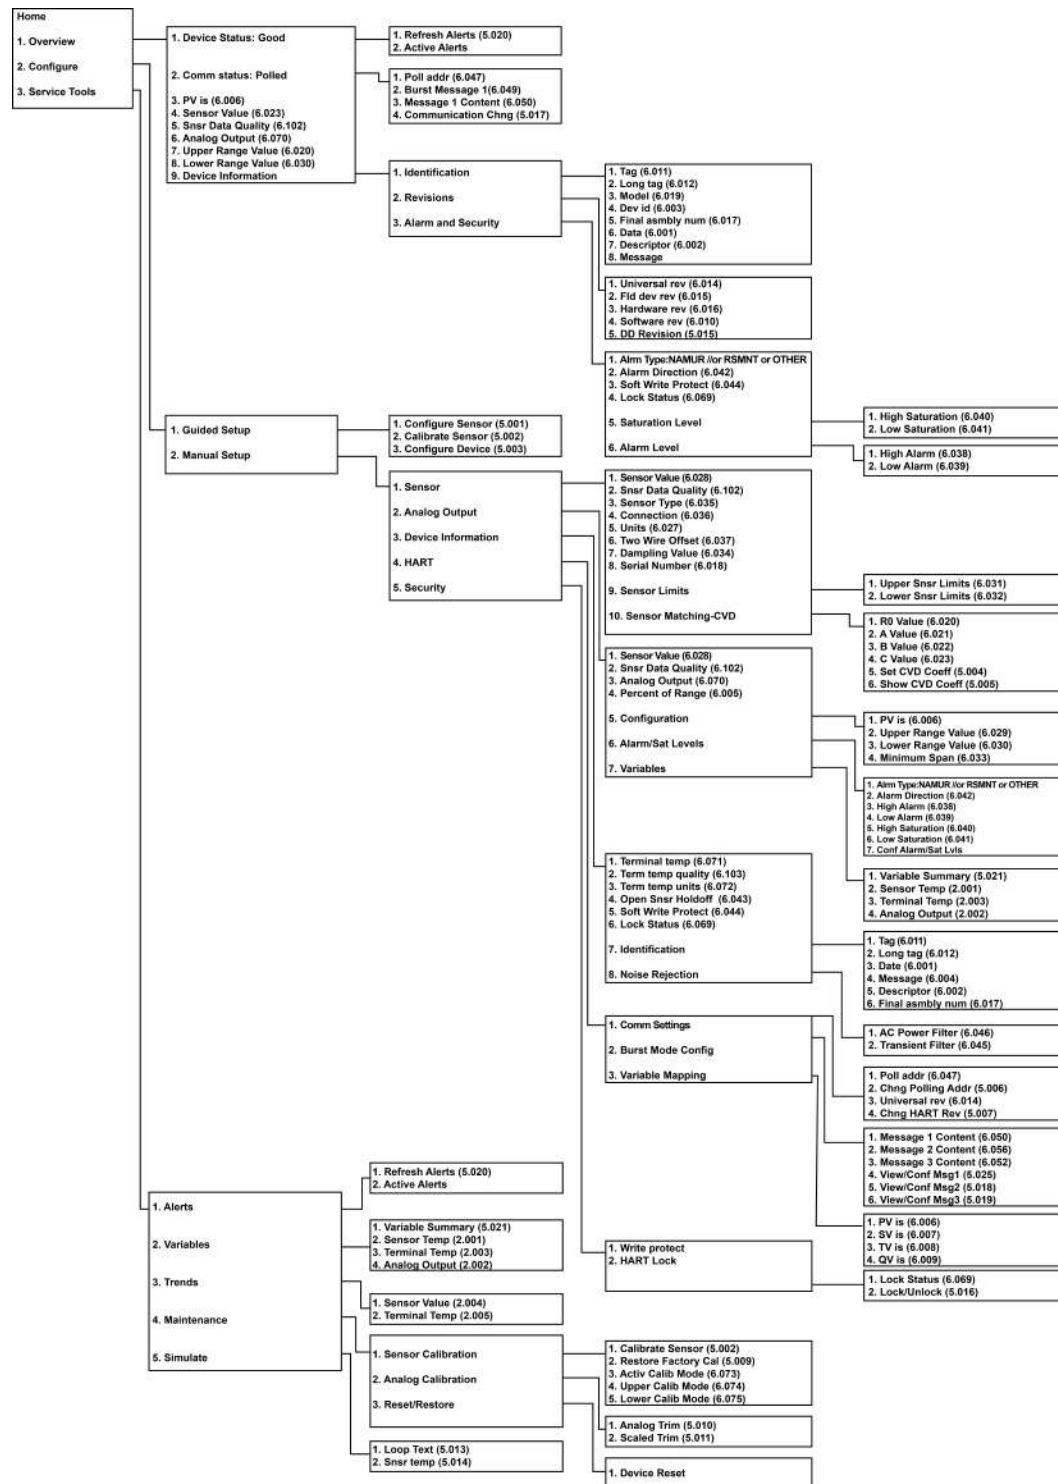 Home
1. Overview
2. Configure
3. Service Tools
1. Device Status: Good
2. Comm status: Polled
3. PV is (6.006)
4. Sensor Value (6.023)
5. Snsr Data Quality (6.102)
6. Analog Output (6.070)
7. Upper Range Value (6.020)
8. Lower Range Value (6.030)
9. Device Information
1. Refresh Alerts (5.020)
2. Active Alerts
1. Poll addr (6.047)
2. Burst Message 1(6.049)
3. Message 1 Content (6.050)
4. Communication Chng (5.017)
1. Identification
2. Revisions
3. Alarm and Security
1. Tag (6.011)
2. Long tag (6.012)
3. Model (6.019)
4. Dev id (6.003)
5. Final asmbly num (6.017)
6. Data (6.001)
7. Descriptor (6.002)
8. Message
1. Universal rev (6.014)
2. Fld dev rev (6.015)
3. Hardware rev (6.016)
4. Software rev (6.010)
5. DD Revision (5.015)
1. Alrm Type:NAMUR //or RSMNT or OTHER
2. Alarm Direction (6.042)
3. Soft Write Protect (6.044)
4. Lock Status (6.069)
5. Saturation Level
6. Alarm Level
1. High Saturation (6.040)
2. Low Saturation (6.041)
1. High Alarm (6.038)
2. Low Alarm (6.039)
1. Guided Setup
2. Manual Setup
1. Configure Sensor (5.001)
2. Calibrate Sensor (5.002)
3. Configure Device (5.003)
1. Sensor
2. Analog Output
3. Device Information
4. HART
5. Security
1. Sensor Value (6.028)
2. Snsr Data Quality (6.102)
3. Sensor Type (6.035)
4. Connection (6.036)
5. Units (6.027)
6. Two Wire Offset (6.037)
7. Dampling Value (6.034)
8. Serial Number (6.018)
9. Sensor Limits
10. Sensor Matching-CVD
1. Upper Snsr Limits (6.031)
2. Lower Snsr Limits (6.032)
1. R0 Value (6.020)
2. A Value (6.021)
3. B Value (6.022)
4. C Value (6.023)
5. Set CVD Coeff (5.004)
6. Show CVD Coeff (5.005)
1. Sensor Value (6.028)
2. Snsr Data Quality (6.102)
3. Analog Output (6.070)
4. Percent of Range (6.005)
5. Configuration
6. Alarm/Sat Levels
7. Variables
1. PV is (6.006)
2. Upper Range Value (6.029)
3. Lower Range Value (6.030)
4. Minimum Span (6.033)
1. Alrm Type:NAMUR //or RSMNT or OTHER
2. Alarm Direction (6.042)
3. High Alarm (6.038)
4. Low Alarm (6.039)
5. High Saturation (6.040)
6. Low Saturation (6.041)
7. Conf Alarm/Sat Lvls
1. Variable Summary (5.021)
2. Sensor Temp (2.001)
3. Terminal Temp (2.003)
4. Analog Output (2.002)
1. Terminal temp (6.071)
2. Term temp quality (6.103)
3. Term temp units (6.072)
4. Open Snsr Holdoff (6.043)
5. Soft Write Protect (6.044)
6. Lock Status (6.069)
7. Identification
8. Noise Rejection
1. Tag (6.011)
2. Long tag (6.012)
3. Date (6.001)
4. Message (6.004)
5. Descriptor (6.002)
6. Final asmbly num (6.017)
1. AC Power Filter (6.046)
2. Transient Filter (6.045)
1. Comm Settings
2. Burst Mode Config
3. Variable Mapping
1. Poll addr (6.047)
2. Chng Polling Addr (5.006)
3. Universal rev (6.014)
4. Chng HART Rev (5.007)
1. Message 1 Content (6.050)
2. Message 2 Content (6.056)
3. Message 3 Content (6.052)
4. View/Conf Msg1 (5.025)
5. View/Conf Msg2 (5.018)
6. View/Conf Msg3 (5.019)
1. PV is (6.006)
2. SV is (6.007)
3. TV is (6.008)
4. QV is (6.009)
1. Write protect
2. HART Lock
1. Lock Status (6.069)
2. Lock/Unlock (5.016)
1. Alerts
2. Variables
3. Trends
4. Maintenance
5. Simulate
1. Refresh Alerts (5.020)
2. Active Alerts
1. Variable Summary (5.021)
2. Sensor Temp (2.001)
3. Terminal Temp (2.003)
4. Analog Output (2.002)
1. Sensor Value (2.004)
2. Terminal Temp (2.005)
1. Sensor Calibration
2. Analog Calibration
3. Reset/Restore
1. Calibrate Sensor (5.002)
2. Restore Factory Cal (5.009)
3. Activ Calib Mode (6.073)
4. Upper Calib Mode (6.074)
5. Lower Calib Mode (6.075)
1. Analog Trim (5.010)
2. Scaled Trim (5.011)
1. Device Reset
1. Loop Text (5.013)
2. Snsr temp (5.014)